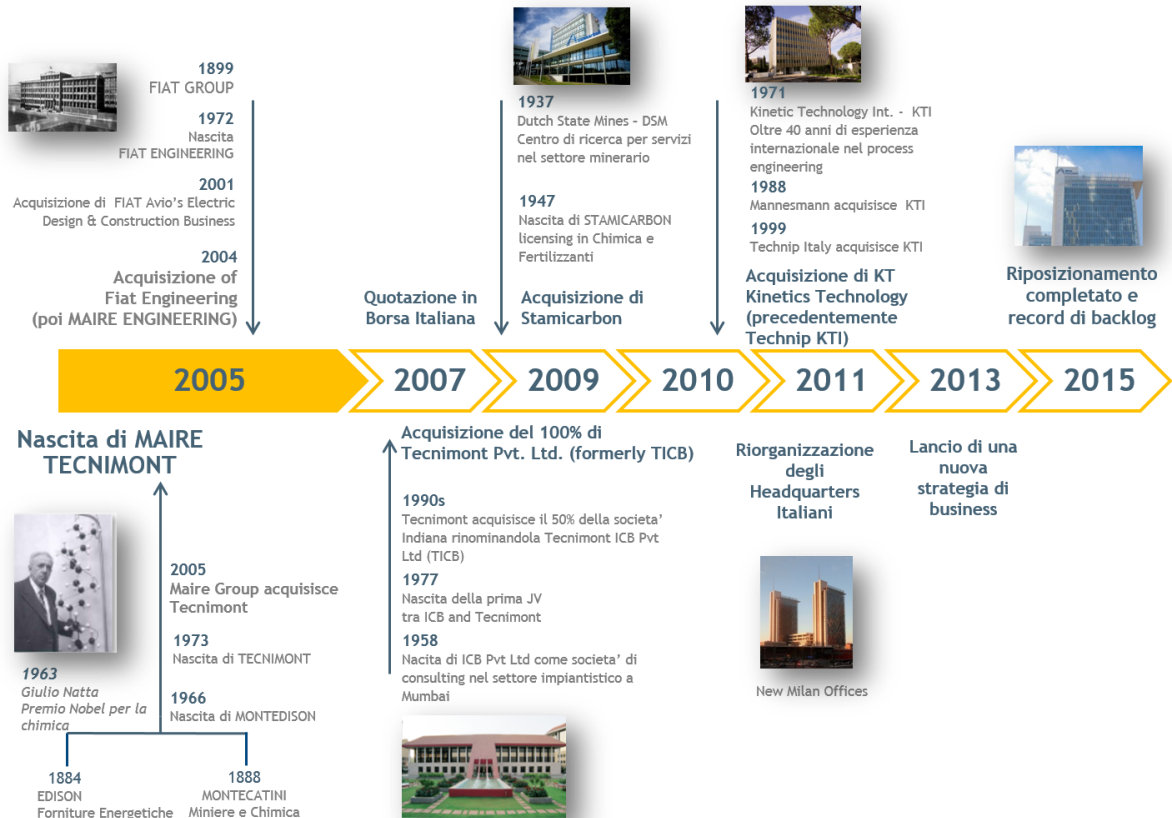 1899
FIAT GROUP
1972
Nascita
FIAT ENGINEERING
2001
Acquisizione di FIAT Avio's Electric
Design & Construction Business
2004
Acquisizione of
Fiat Engineering
(poi MAIRE ENGINEERING)
Quotazione in
Borsa Italiana
1937
Dutch State Mines - DSM
Centro di ricerca per servizi
nel settore minerario
1947
Nascita di STAMICARBON
licensing in Chimica e
Fertilizzanti
Acquisizione di
Stamicarbon
1971
Kinetic Technology Int. - KTI
Oltre 40 anni di esperienza
internazionale nel process
engineering
1988
Mannesmann acquisisce KTI
1999
Technip Italy acquisisce KTI
Acquisizione di KT
Kinetics Technology
(precedentemente
Technip KTI)
Riposizionamento
completato e
record di backlog
2005
2007
2009
2010
2011
2013
2015
Nascita di MAIRE
TECNIMONT
1963
Giulio Natta
Premio Nobel per la
chimica
2005
Maire Group acquisisce
Tecnimont
1973
Nascita di TECNIMONT
1966
Nascita di MONTEDISON
1884
EDISON
Forniture Energetiche
1888
MONTECATINI
Miniere e Chimica
Acquisizione del 100% di
Tecnimont Pvt. Ltd. (formerly TICB)
1990s
Tecnimont acquisisce il 50% della societa'
Indiana rinominandola Tecnimont ICB Pvt
Ltd (TICB)
1977
Nascita della prima JV
tra ICB and Tecnimont
1958
Nacita di ICB Pvt Ltd come societa' di
consulting nel settore impiantistico a
Mumbai
Riorganizzazione
degli
Headquarters
Italiani
New Milan Offices
Lancio di una
nuova
strategia di
business